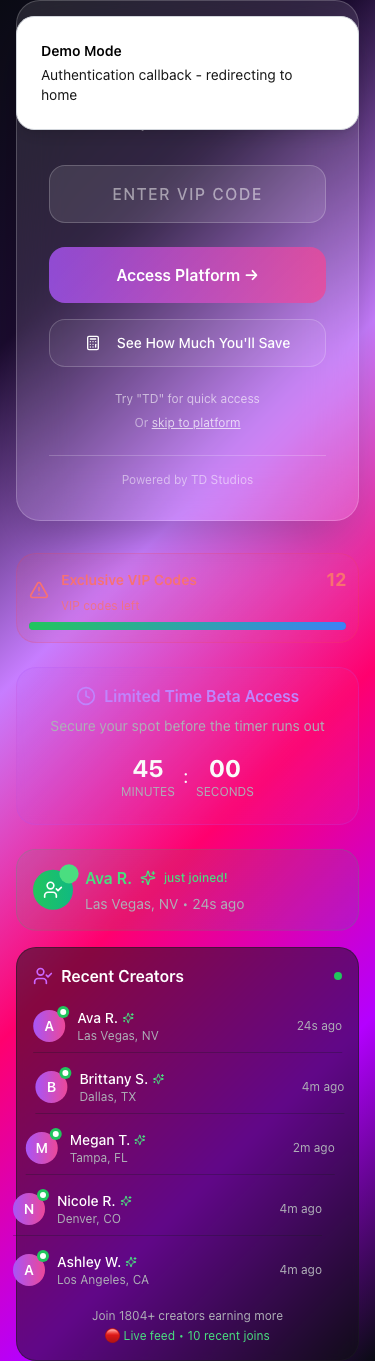 Demo Mode
Authentication callback - redirecting to
home
ENTER VIP CODE
Access Platform →
See How Much You'll Save
Try "TD" for quick access
Or skip to platform
Powered by TD Studios
Exclusive VIP Codes
12
Limited Time Beta Access
Secure your spot before the timer runs out
45 : 00
MINUTES SECONDS
Ava R. just joined!
Las Vegas, NV • 24s ago
Recent Creators
A Ava R. 24s ago
Las Vegas, NV
B Brittany S. 4m ago
Dallas, TX
M Megan T. 2m ago
Tampa, FL
N Nicole R. 4m ago
Denver, CO
A Ashley W. 4m ago
Los Angeles, CA
Join 1804+ creators earning more
🔴 Live feed • 10 recent joins